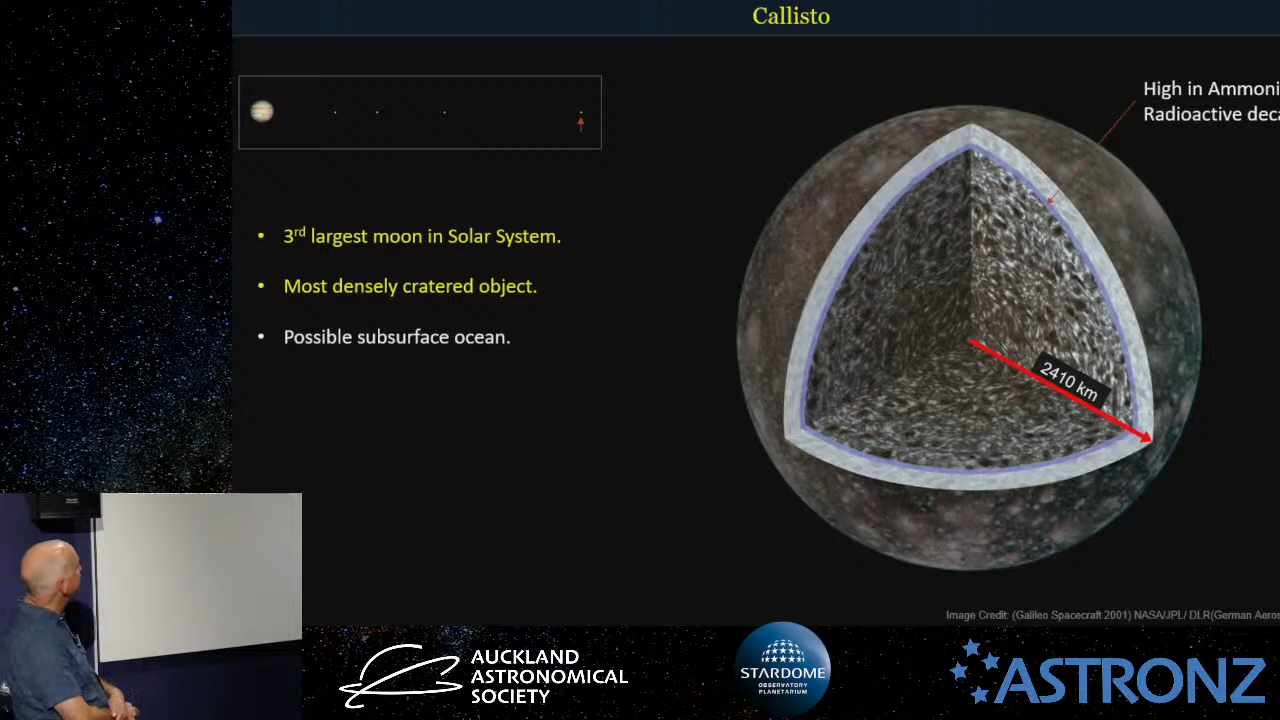 Callisto
High in Ammoni
Radioactive deca
• 3rd largest moon in Solar System.
• Most densely cratered object.
• Possible subsurface ocean.
2410 km
Image Credit: (Galileo Spacecraft 2001) NASA/JPL/ DLR(German Aeros
AUCKLAND
ASTRONOMICAL
SOCIETY
STARDOME
OBSERVATORY
PLANETARIUM
ASTRONZ